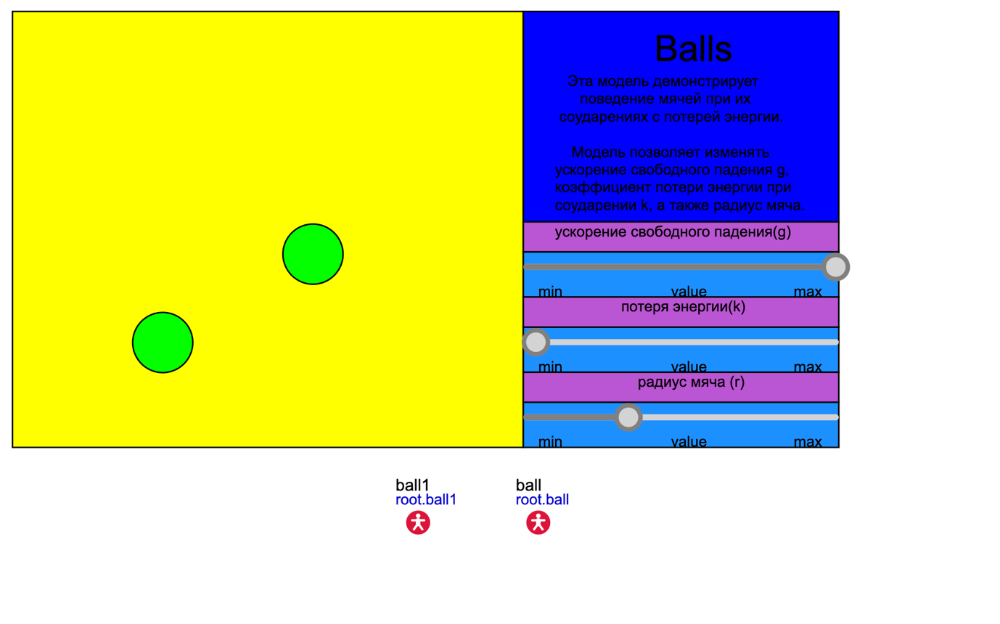 Balls
Эта модель демонстрирует
поведение мячей при их
соударениях с потерей энергии.
Модель позволяет изменять
ускорение свободного падения g,
коэффициент потери энергии при
соударении k, а также радиус мяча.
ускорение свободного падения(g)
min value max
потеря энергии(k)
min value max
радиус мяча (r)
min value max
ball1 ball
root.ball1 root.ball